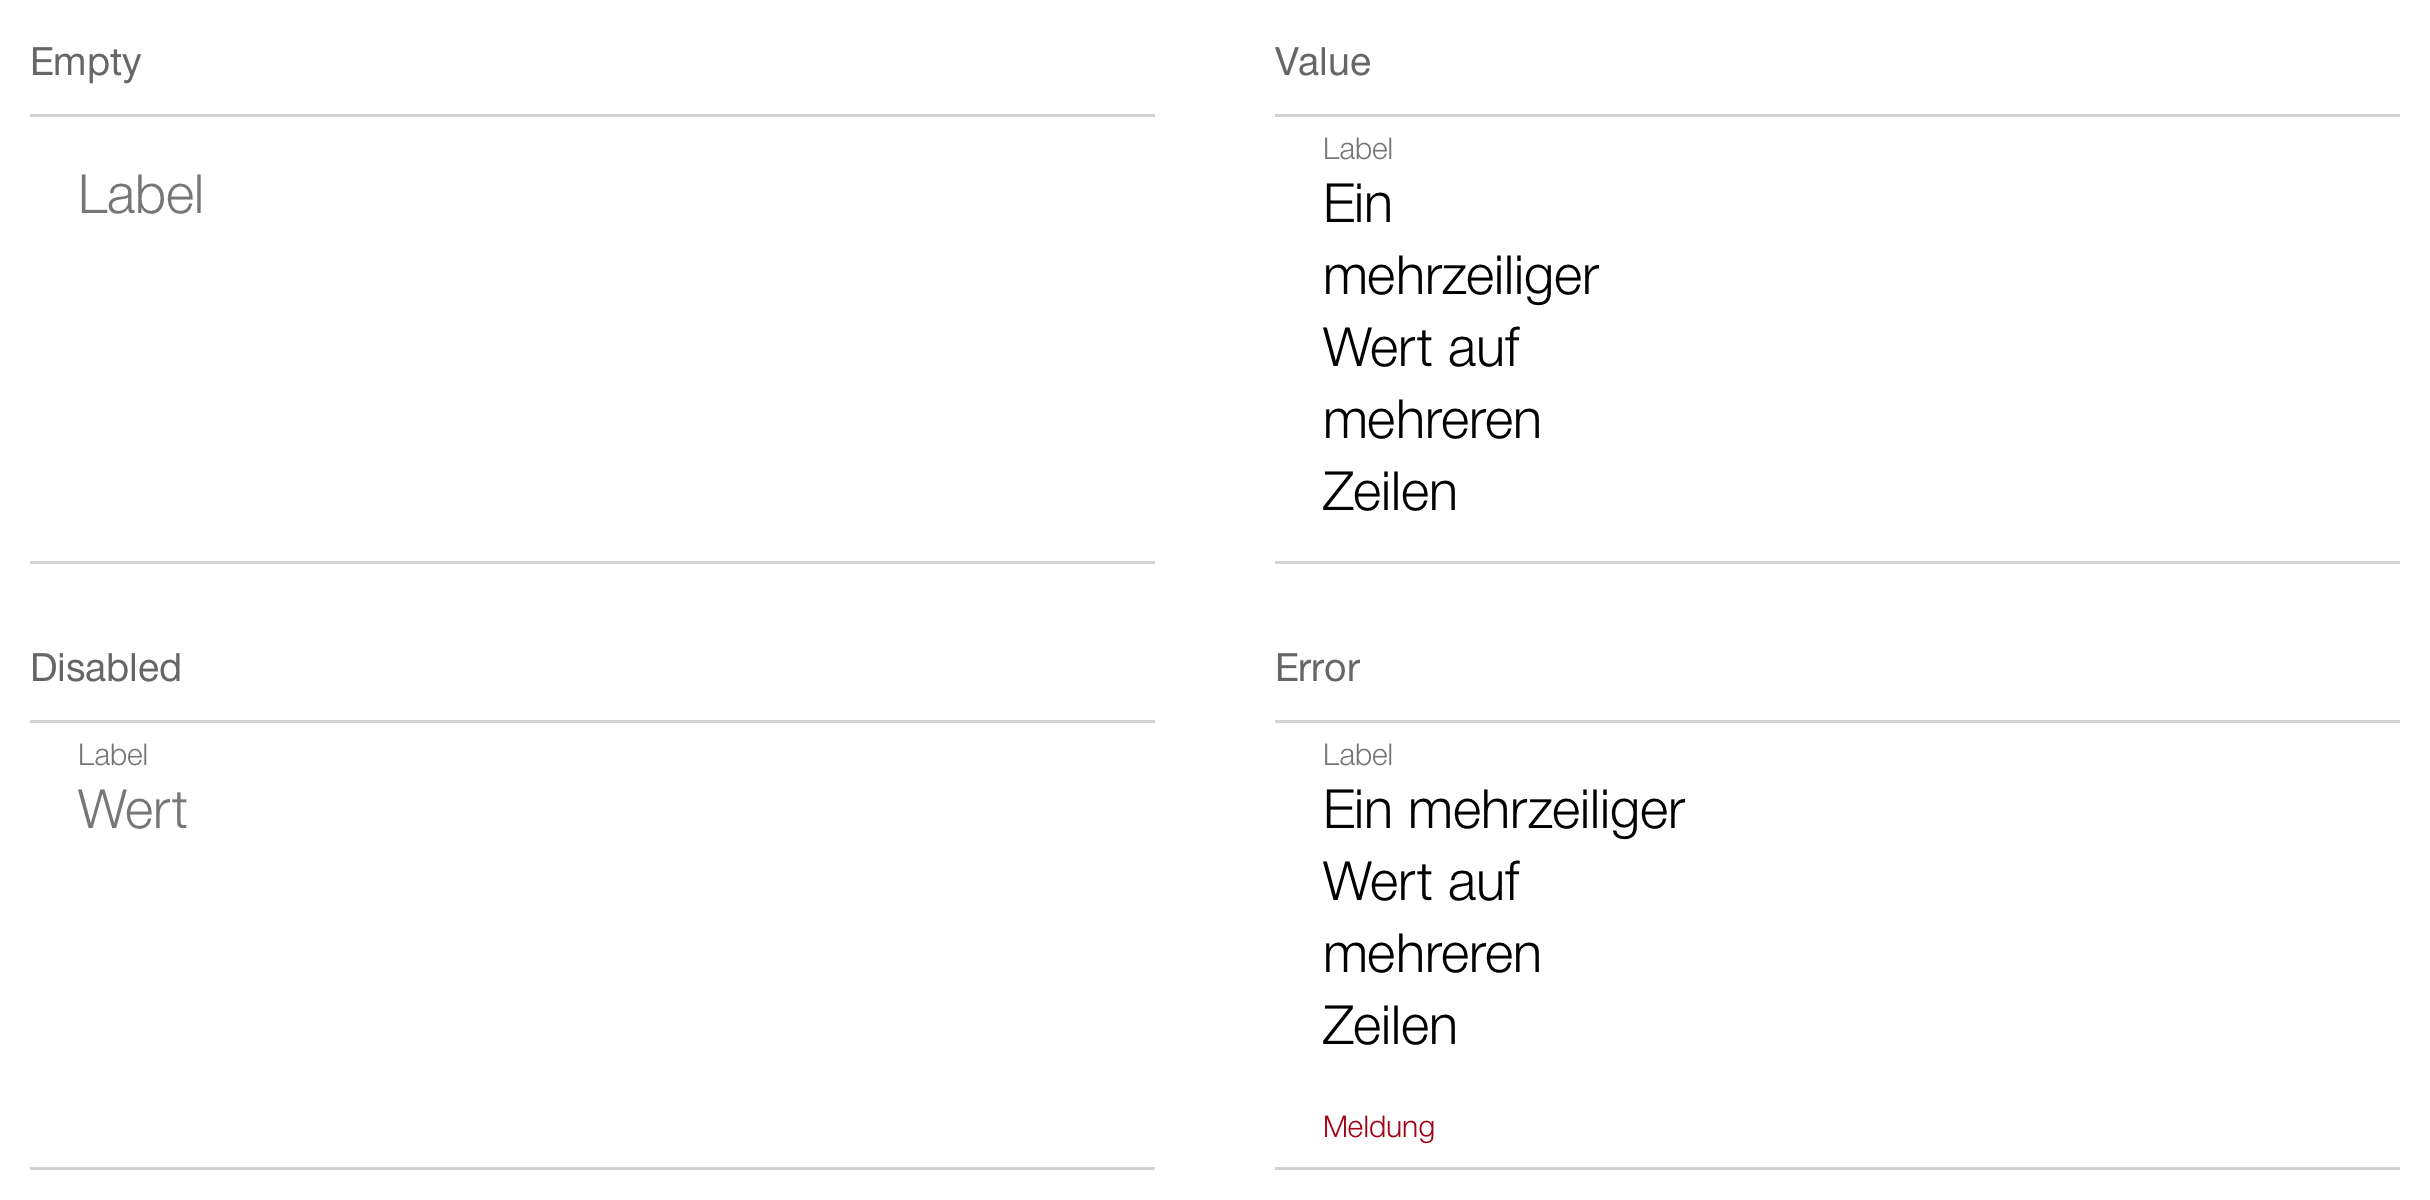 Empty
Label
Value
Label
Ein
mehrzeiliger
Wert auf
mehreren
Zeilen
Disabled
Label
Wert
Error
Label
Ein mehrzeiliger
Wert auf
mehreren
Zeilen
Meldung